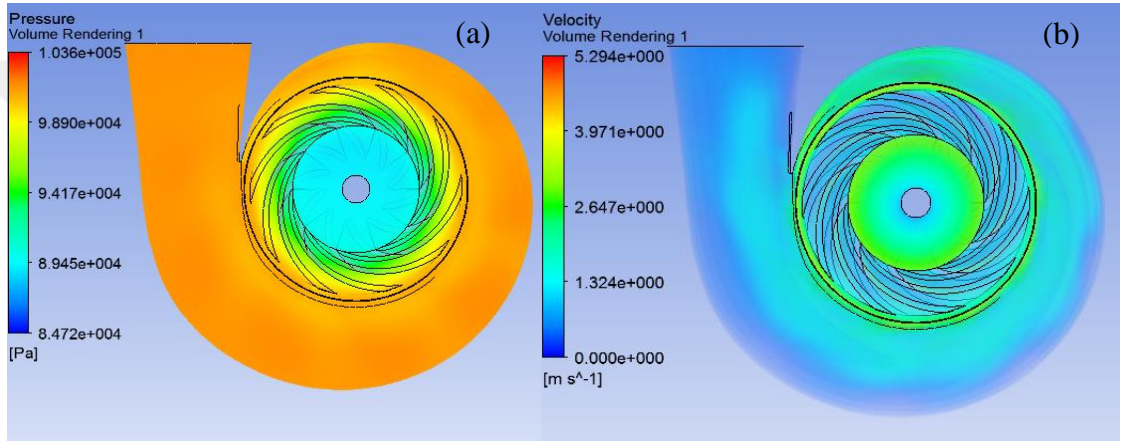 Pressure
Volume Rendering 1
1.036e+005
9.890e+004
9.417e+004
8.945e+004
8.472e+004
[Pa]
(a)
Velocity
Volume Rendering 1
5.294e+000
3.971e+000
2.647e+000
1.324e+000
0.000e+000
[m s^-1]
(b)